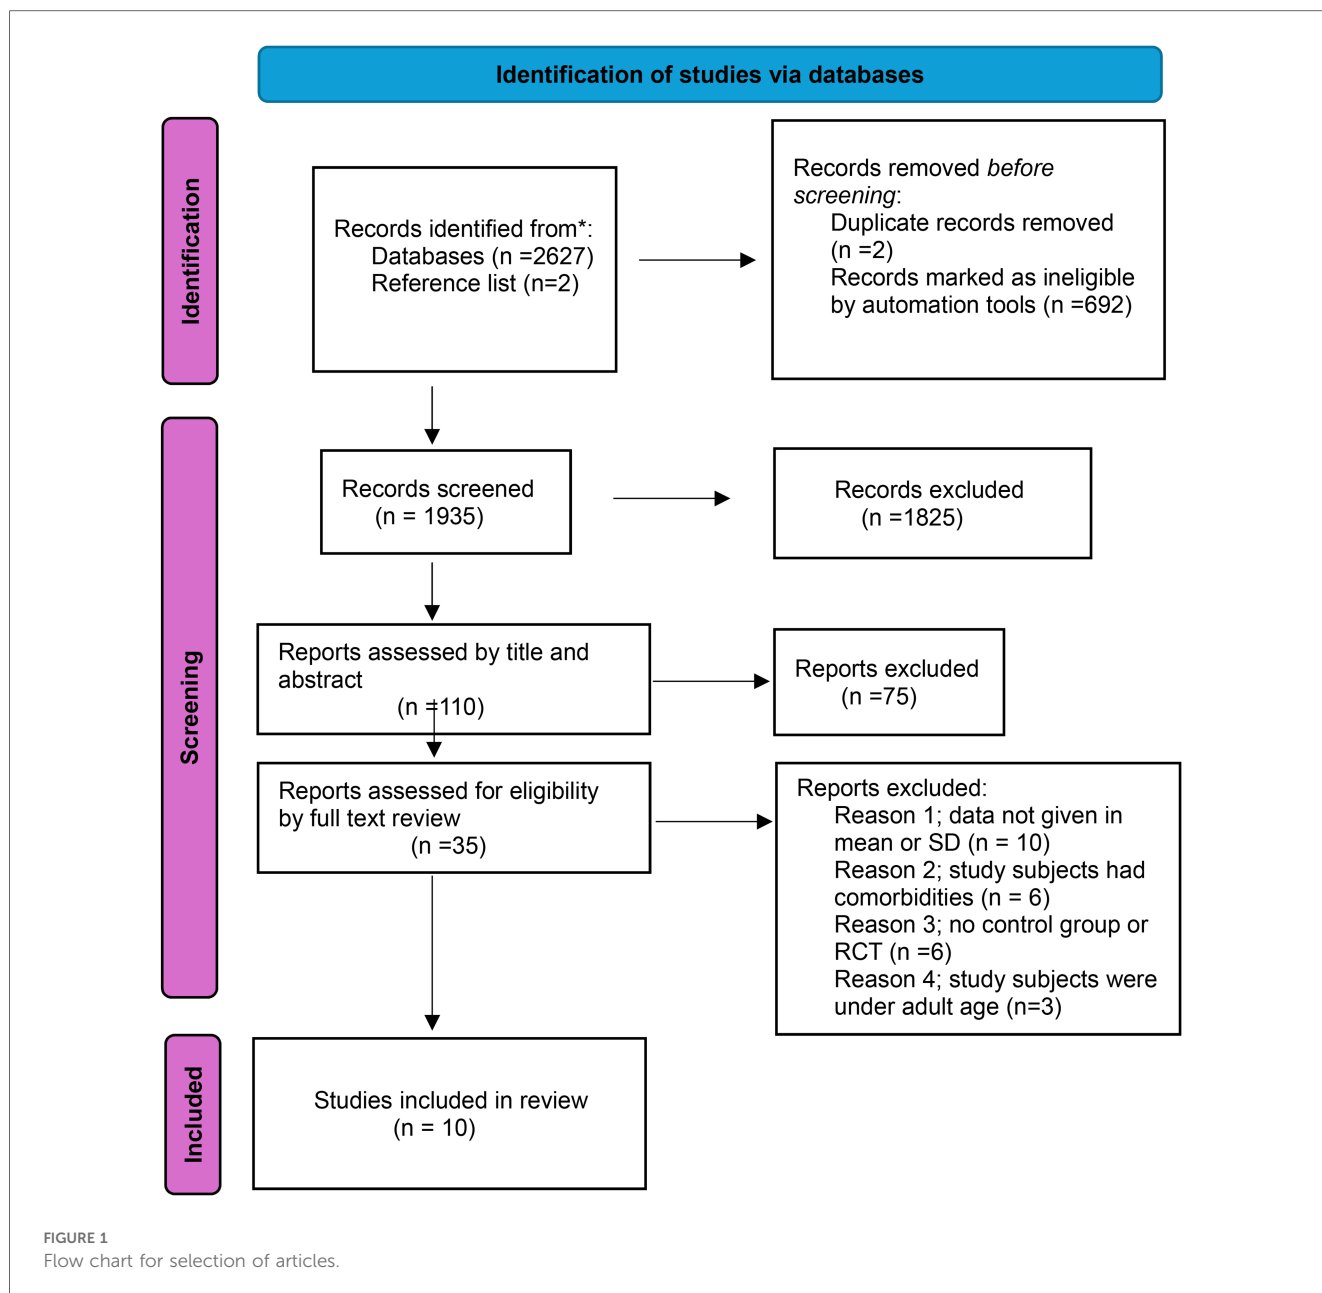 Identification of studies via databases
Identification
Records identified from*:
Databases (n =2627)
Reference list (n=2)
Records removed before
screening:
Duplicate records removed
(n =2)
Records marked as ineligible
by automation tools (n =692)
Screening
Records screened
(n = 1935)
Records excluded
(n =1825)
Reports assessed by title and
abstract
(n =110)
Reports excluded
(n =75)
Reports assessed for eligibility
by full text review
(n =35)
Reports excluded:
Reason 1; data not given in
mean or SD (n = 10)
Reason 2; study subjects had
comorbidities (n = 6)
Reason 3; no control group or
RCT (n =6)
Reason 4; study subjects were
under adult age (n=3)
Included
Studies included in review
(n = 10)
FIGURE 1
Flow chart for selection of articles.